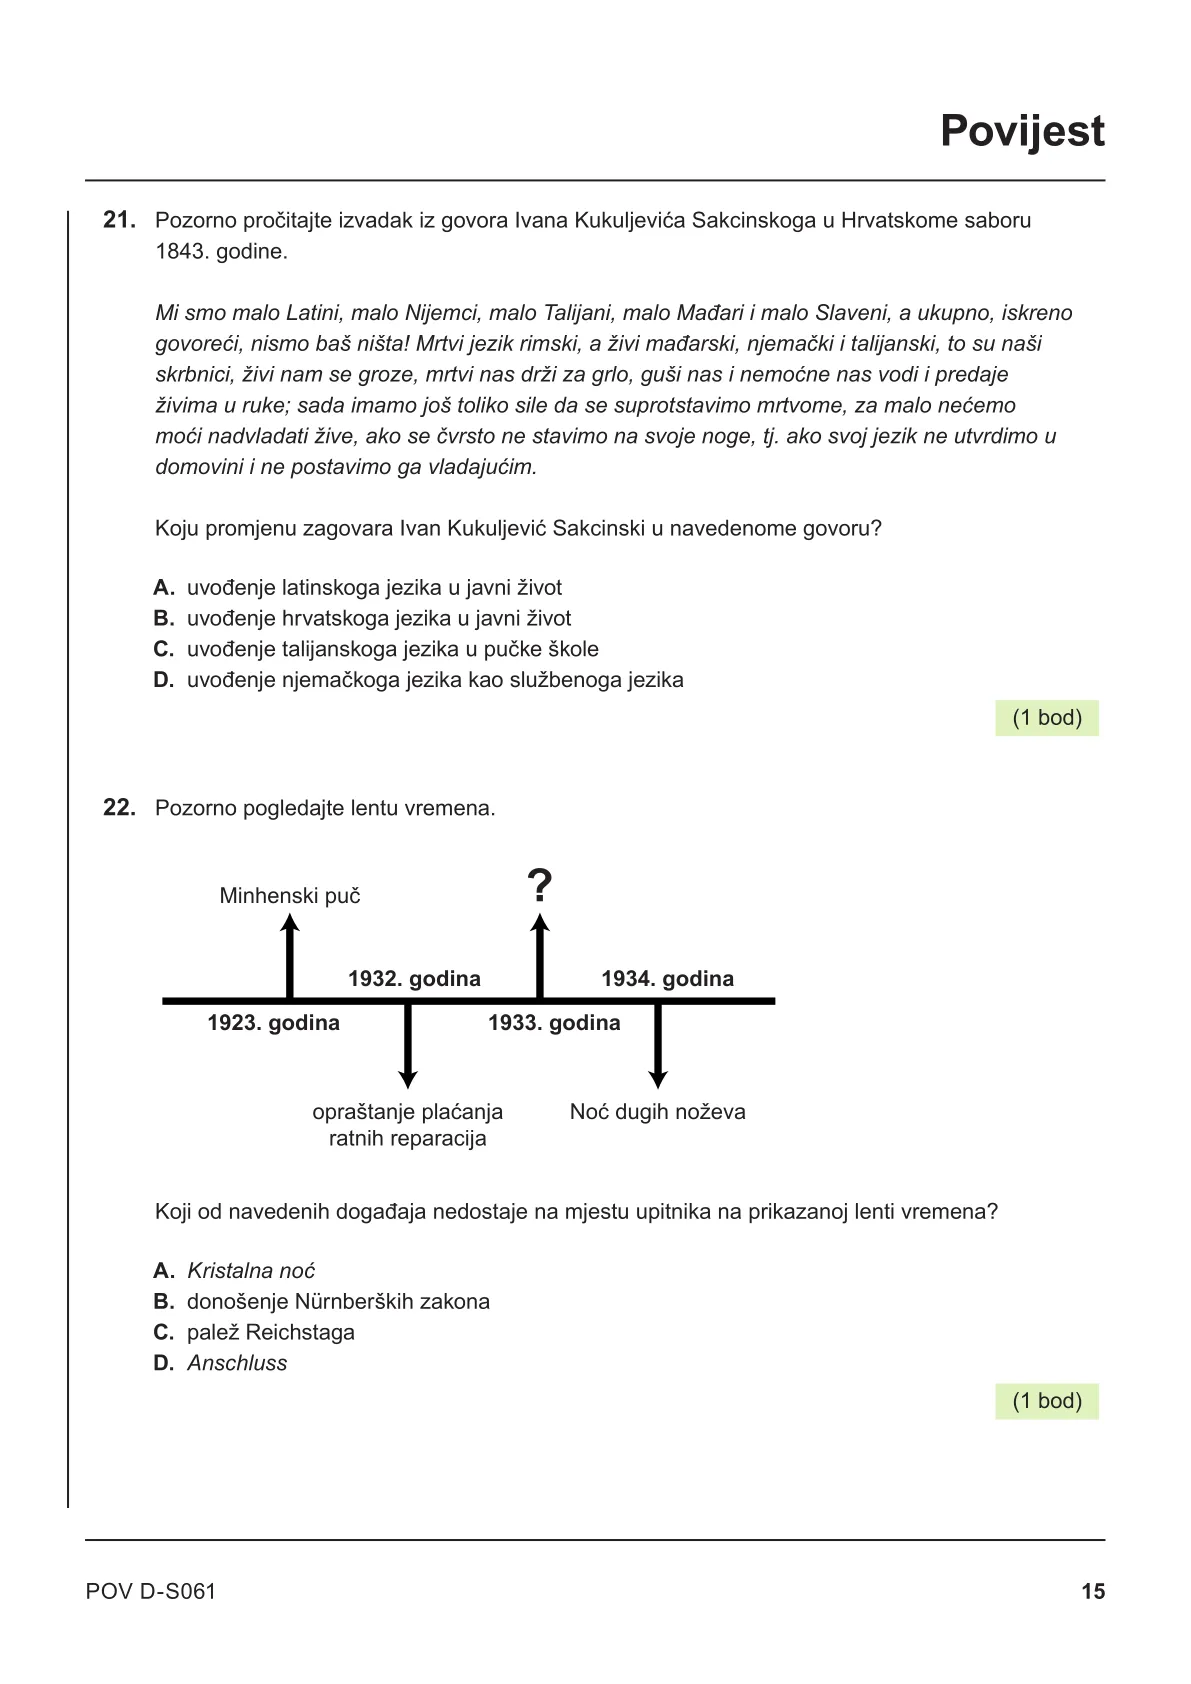 Povijest
21. Pozorno pročitajte izvadak iz govora Ivana Kukuljevića Sakcinskoga u Hrvatskome saboru
1843. godine.
Mi smo malo Latini, malo Nijemci, malo Talijani, malo Mađari i malo Slaveni, a ukupno, iskreno
govoreći, nismo baš ništa! Mrtvi jezik rimski, a živi mađarski, njemački i talijanski, to su naši
skrbnici, živi nam se groze, mrtvi nas drži za grlo, guši nas i nemoćne nas vodi i predaje
živima u ruke; sada imamo još toliko sile da se suprotstavimo mrtvome, za malo nećemo
moći nadvladati žive, ako se čvrsto ne stavimo na svoje noge, tj. ako svoj jezik ne utvrdimo u
domovini i ne postavimo ga vladajućim.
Koju promjenu zagovara Ivan Kukuljević Sakcinski u navedenome govoru?
A. uvođenje latinskoga jezika u javni život
B. uvođenje hrvatskoga jezika u javni život
C. uvođenje talijanskoga jezika u pučke škole
D. uvođenje njemačkoga jezika kao službenoga jezika
(1 bod)
22. Pozorno pogledajte lentu vremena.
Minhenski puč ?
1932. godina 1934. godina
1923. godina 1933. godina
opraštanje plaćanja Noć dugih noževa
ratnih reparacija
Koji od navedenih događaja nedostaje na mjestu upitnika na prikazanoj lenti vremena?
A. Kristalna noć
B. donošenje Nürnberških zakona
C. palež Reichstaga
D. Anschluss
(1 bod)
POV D-S061 15